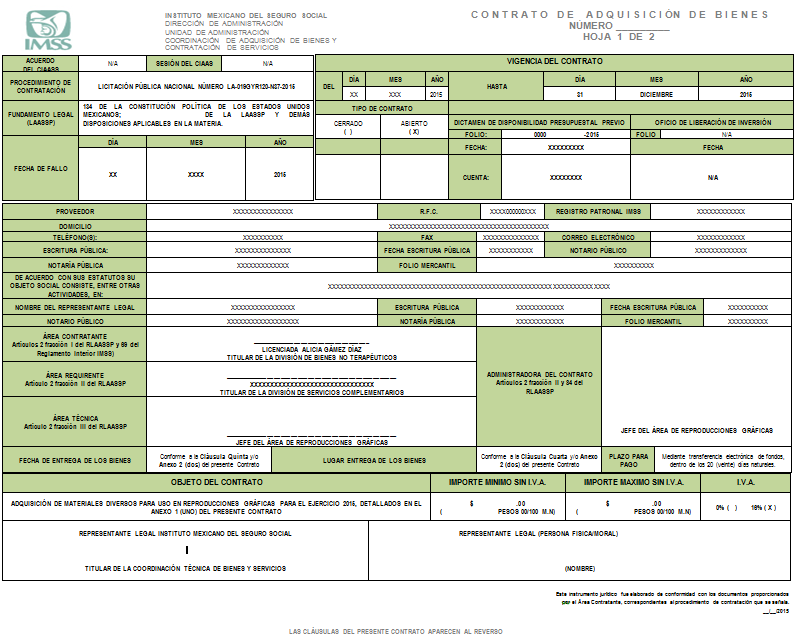 IMSS
INSTITUTO MEXICANO DEL SEGURO SOCIAL
DIRECCIÓN DE ADMINISTRACIÓN
UNIDAD DE ADMINISTRACIÓN
COORDINACIÓN DE ADQUISICIÓN DE BIENES Y
CONTRATACIÓN DE SERVICIOS
CONTRATO DE ADQUISICIÓN DE BIENES
NÚMERO __________
HOJA 1 DE 2
ACUERDO
DEL CIAASS
N/A
SESIÓN DEL CIAAS
N/A
PROCEDIMIENTO DE
CONTRATACIÓN
LICITACIÓN PÚBLICA NACIONAL NÚMERO LA-019GYR120-N37-2015
FUNDAMENTO LEGAL
(LAASSP)
134 DE LA CONSTITUCIÓN POLÍTICA DE LOS ESTADOS UNIDOS
MEXICANOS; DE LA LAASSP Y DEMÁS
DISPOSICIONES APLICABLES EN LA MATERIA.
FECHA DE FALLO
DÍA MES AÑO
XX XXXX 2015
VIGENCIA DEL CONTRATO
DEL
DÍA MES AÑO
XX XXX 2015
HASTA
DÍA MES AÑO
31 DICIEMBRE 2015
TIPO DE CONTRATO
CERRADO
( )
ABIERTO
( X )
DICTAMEN DE DISPONIBILIDAD PRESUPUESTAL PREVIO
FOLIO: 0000 -2015
FECHA: XXXXXXXXX
CUENTA: XXXXXXXX
OFICIO DE LIBERACIÓN DE INVERSIÓN
FOLIO N/A
FECHA
N/A
PROVEEDOR XXXXXXXXXXXXXXX R.F.C. XXXX000000XXX REGISTRO PATRONAL IMSS XXXXXXXXXXXX
DOMICILIO XXXXXXXXXXXXXXXXXXXXXXXXXXXXXXXXXXXXXXXX
TELÉFONO(S): XXXXXXXXXX FAX XXXXXXXXXXXXXX CORREO ELECTRÓNICO XXXXXXXXXXXX
ESCRITURA PÚBLICA: XXXXXXXXXXXXXX FECHA ESCRITURA PÚBLICA XXXXXXXXXXX NOTARIO PÚBLICO XXXXXXXXXXXXX
NOTARÍA PÚBLICA XXXXXXXXXXXXX FOLIO MERCANTIL XXXXXXXXXX
DE ACUERDO CON SUS ESTATUTOS SU
OBJETO SOCIAL CONSISTE, ENTRE OTRAS
ACTIVIDADES, EN:
XXXXXXXXXXXXXXXXXXXXXXXXXXXXXXXXXXXXXXXXXXXXXXXX XXXXXXXXXX XXXX
NOMBRE DEL REPRESENTANTE LEGAL XXXXXXXXXXXXXXXX ESCRITURA PÚBLICA XXXXXXXXXXXX FECHA ESCRITURA PÚBLICA XXXXXXXXXX
NOTARIO PÚBLICO XXXXXXXXXXXXXXXXXX NOTARÍA PÚBLICA XXXXXXXXXXXX FOLIO MERCANTIL XXXXXXXXXX
ÁREA CONTRATANTE
Artículos 2 fracción I del RLAASSP y 69 del
Reglamento Interior IMSS)
LICENCIADA ALICIA GÁMEZ DÍAZ
TITULAR DE LA DIVISIÓN DE BIENES NO TERAPÉUTICOS
ÁREA REQUIRENTE
Artículo 2 fracción II del RLAASSP
XXXXXXXXXXXXXXXXXXXXXXXXXXXXXXX
TITULAR DE LA DIVISIÓN DE SERVICIOS COMPLEMENTARIOS
ÁREA TÉCNICA
Artículo 2 fracción III del RLAASSP
JEFE DEL ÁREA DE REPRODUCCIONES GRÁFICAS
ADMINISTRADORA DEL CONTRATO
Artículos 2 fracción II y 84 del
RLAASSP
JEFE DEL ÁREA DE REPRODUCCIONES GRÁFICAS
FECHA DE ENTREGA DE LOS BIENES
Conforme a la Cláusula Quinta y/o
Anexo 2 (dos) del presente Contrato
LUGAR ENTREGA DE LOS BIENES
Conforme a la Cláusula Cuarta y/o Anexo
2 (dos) del presente Contrato
PLAZO PARA
PAGO
Mediante transferencia electrónica de fondos,
dentro de los 20 (veinte) días naturales.
OBJETO DEL CONTRATO IMPORTE MINIMO SIN I.V.A. IMPORTE MAXIMO SIN I.V.A. I.V.A.
ADQUISICIÓN DE MATERIALES DIVERSOS PARA USO EN REPRODUCCIONES GRÁFICAS PARA EL EJERCICIO 2015, DETALLADOS EN EL
ANEXO 1 (UNO) DEL PRESENTE CONTRATO
$ .00
( PESOS 00/100 M.N)
$ .00
( PESOS 00/100 M.N)
0% ( ) 16% ( X )
REPRESENTANTE LEGAL INSTITUTO MEXICANO DEL SEGURO SOCIAL
TITULAR DE LA COORDINACIÓN TÉCNICA DE BIENES Y SERVICIOS
REPRESENTANTE LEGAL (PERSONA FISICA/MORAL)
(NOMBRE)
Este instrumento jurídico fue elaborado de conformidad con los documentos proporcionados
por el Área Contratante, correspondientes al procedimiento de contratación que se señala.
__/__/2015
LAS CLÁUSULAS DEL PRESENTE CONTRATO APARECEN AL REVERSO